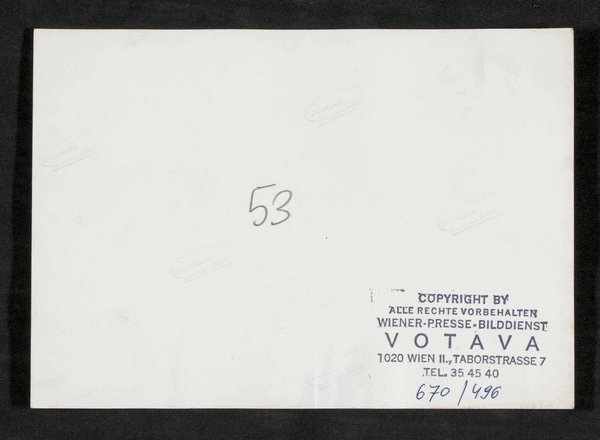 53
COPYRIGHT BY
ALLE RECHTE VORBEHALTEN
WIENER-PRESSE-BILDDIENST
VOTAVA
1020 WIEN II., TABORSTRASSE 7
TEL. 35 45 40
670/496